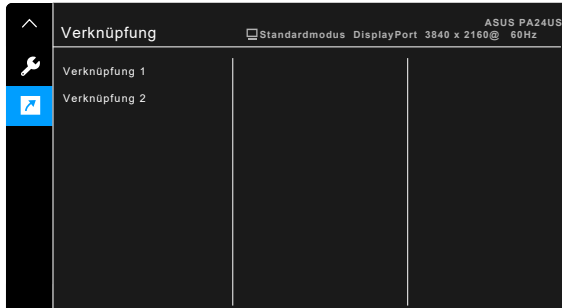 ASUS PA24US
Verknüpfung
Standardmodus DisplayPort 3840 x 2160@ 60Hz
Verknüpfung 1
Verknüpfung 2